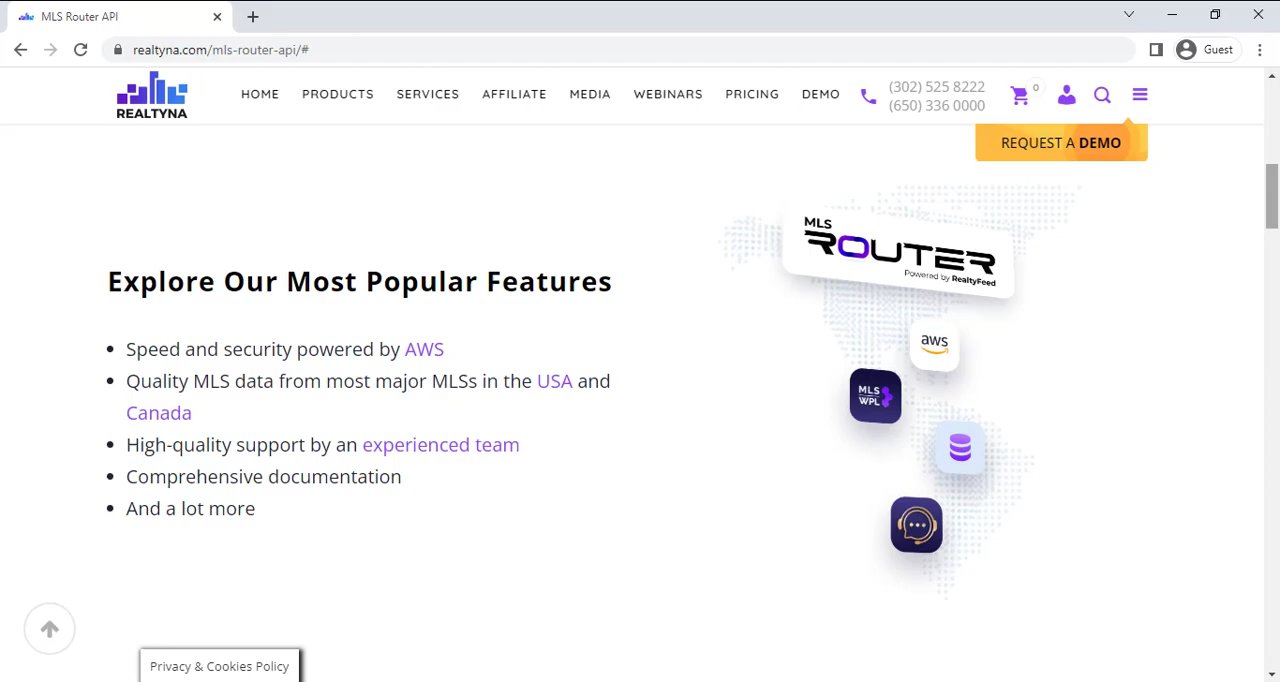 MLS Router API
realtyna.com/mls-router-api/#
Guest
REALTYNA
HOME PRODUCTS SERVICES AFFILIATE MEDIA WEBINARS PRICING DEMO
(302) 525 8222
(650) 336 0000
0
REQUEST A DEMO
MLS
ROUTER
Powered by RealtyFeed
Explore Our Most Popular Features
aws
• Speed and security powered by AWS
• Quality MLS data from most major MLSs in the USA and
Canada
MLS
WPL
• High-quality support by an experienced team
• Comprehensive documentation
• And a lot more
Privacy & Cookies Policy